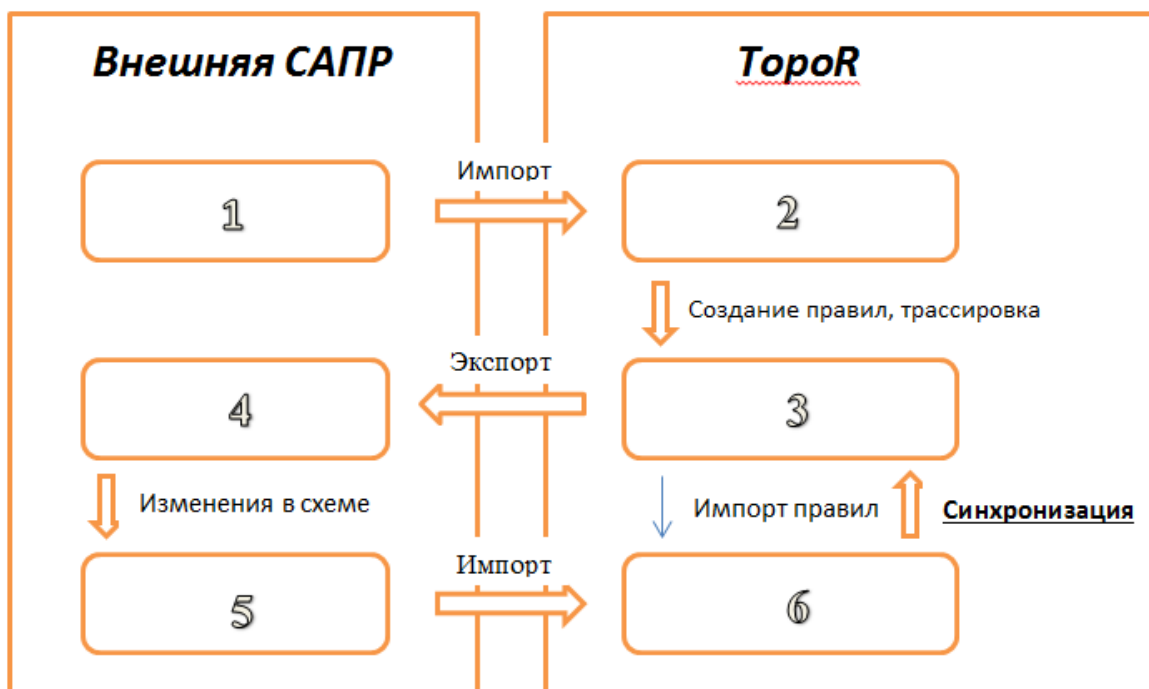 Внешняя САПР
TopoR
Импорт
1
2
Создание правил, трассировка
Экспорт
4
3
Изменения в схеме
Импорт правил
Синхронизация
Импорт
5
6